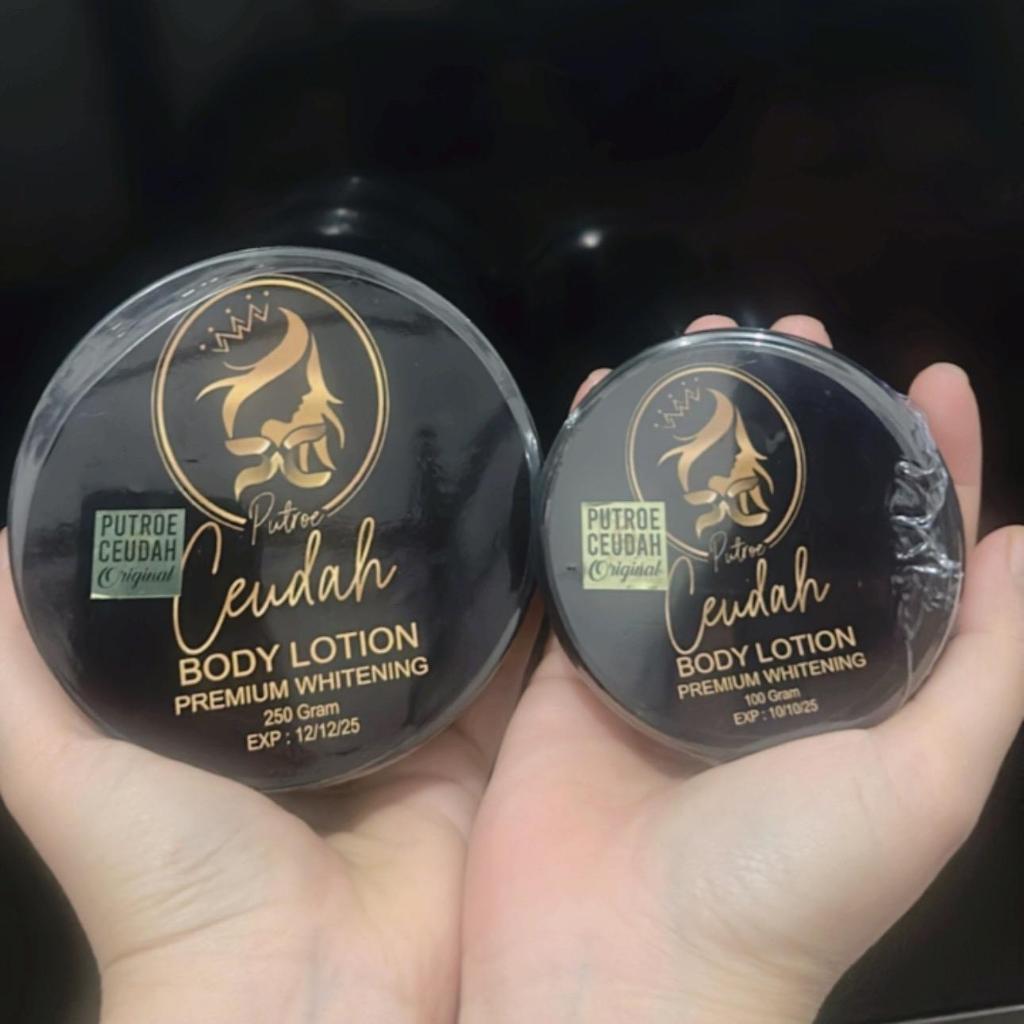 PUTROE
CEUDAH
Original
Putroe
Ceudah
BODY LOTION
PREMIUM WHITENING
250 Gram
EXP : 12/12/25
PUTROE
CEUDAH
Original
Putroe
Ceudah
BODY LOTION
PREMIUM WHITENING
100 Gram
EXP : 10/10/25